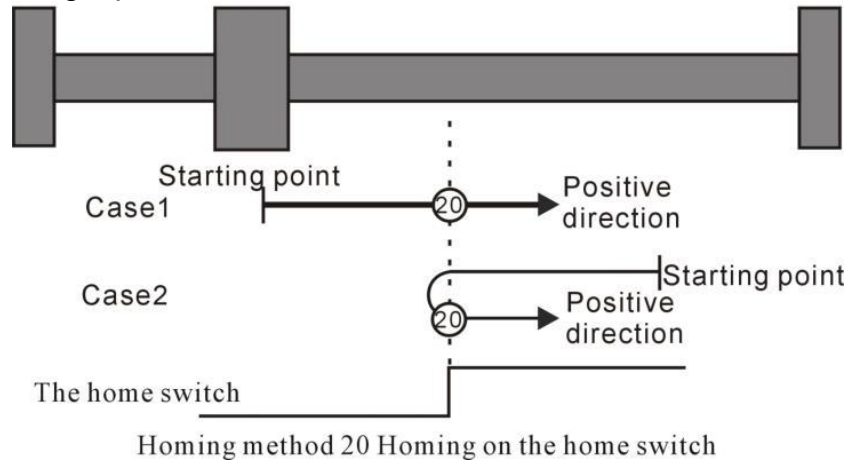 Starting point
Case1
20
Positive
direction
Starting point
Case2
20
Positive
direction
The home switch
Homing method 20 Homing on the home switch